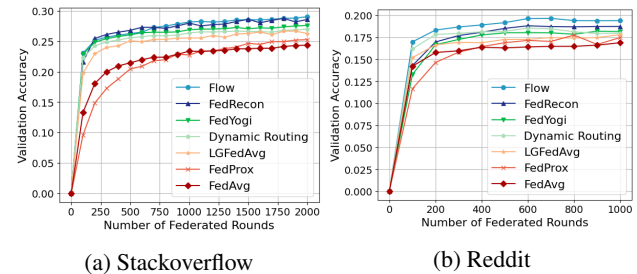 0.30
0.25
0.20
0.15
0.10
0.05
0.00
Validation Accuracy
Flow
FedRecon
FedYogi
Dynamic Routing
LGFedAvg
FedProx
FedAvg
0 250 500 750 1000 1250 1500 1750 2000
Number of Federated Rounds
(a) Stackoverflow
0.200
0.175
0.150
0.125
0.100
0.075
0.050
0.025
0.000
Validation Accuracy
Flow
FedRecon
FedYogi
Dynamic Routing
LGFedAvg
FedProx
FedAvg
0 200 400 600 800 1000
Number of Federated Rounds
(b) Reddit